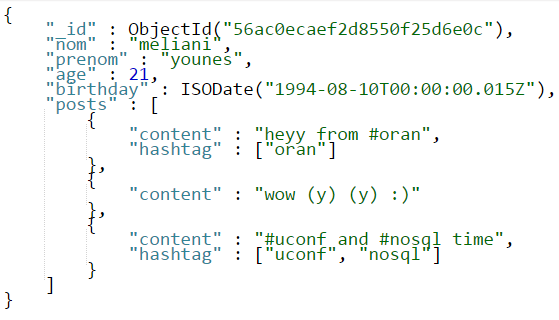 {
    "_id" : ObjectId("56ac0ecaef2d8550f25d6e0c"),
    "nom" : "meliani",
    "prenom" : "younes",
    "age" : 21,
    "birthday" : ISODate("1994-08-10T00:00:00.015Z"),
    "posts" : [
        {
            "content" : "heyy from #oran",
            "hashtag" : ["oran"]
        },
        {
            "content" : "wow (y) (y) :)"
        },
        {
            "content" : "#uconf and #nosql time",
            "hashtag" : ["uconf", "nosql"]
        }
    ]
}